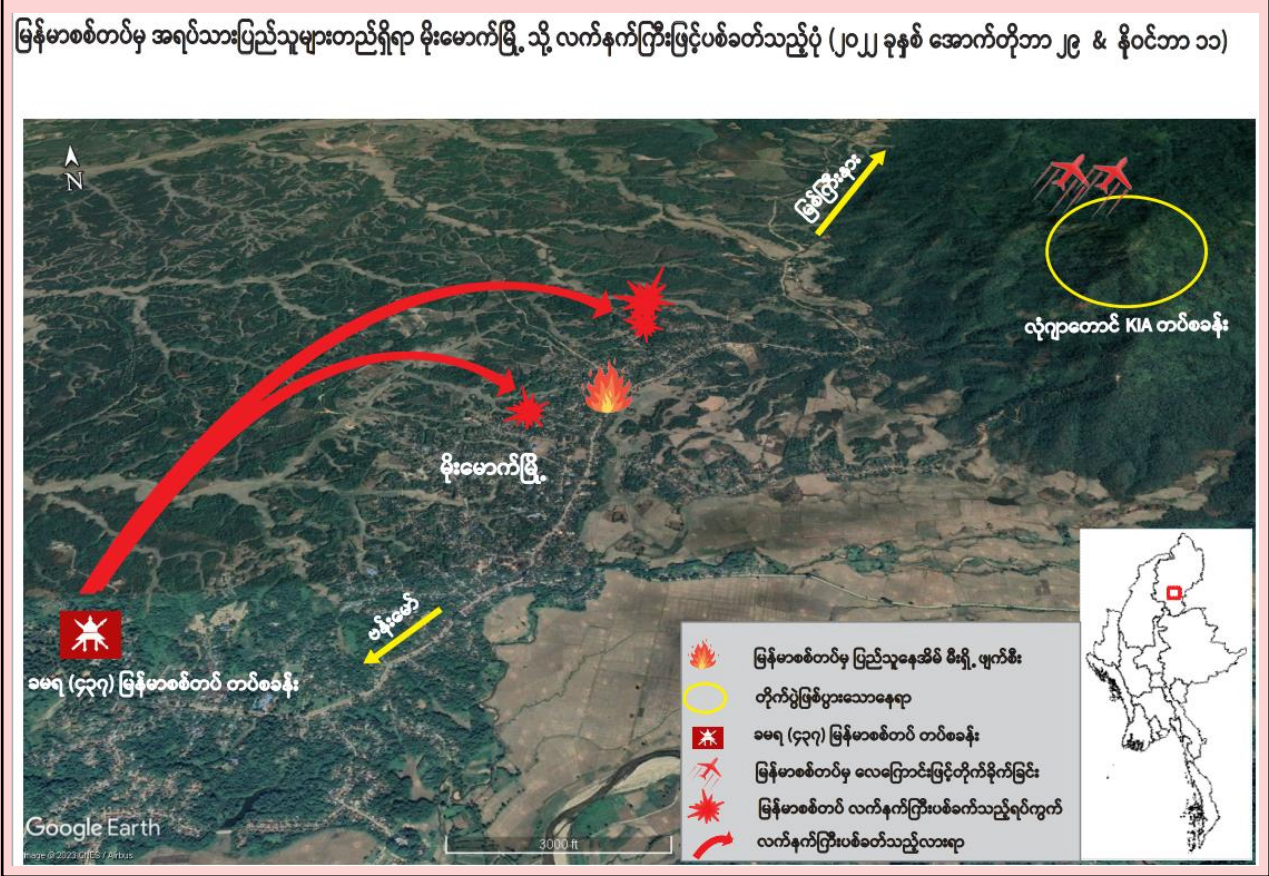 မြန်မာစစ်တပ်မှ အရပ်သားပြည်သူများတည်ရှိရာ မိုးမောက်မြို့ သို့ လက်နက်ကြီးဖြင့်ပစ်ခတ်သည့်ပုံ (၂၀၂၂ ခုနှစ် အောက်တိုဘာ ၂၉ & နိုဝင်ဘာ ၁၁)
N
မြစ်ကြီးနား
လုံဂျာတောင် KIA တပ်စခန်း
မိုးမောက်မြို့
ဗန်းမော်
ခမရ (၄၃၇) မြန်မာစစ်တပ် တပ်စခန်း
မြန်မာစစ်တပ်မှ ပြည်သူနေအိမ် မီးရှို့ ဖျက်စီး
တိုက်ပွဲဖြစ်ပွားသောနေရာ
ခမရ (၄၃၇) မြန်မာစစ်တပ် တပ်စခန်း
မြန်မာစစ်တပ်မှ လေကြောင်းဖြင့်တိုက်ခိုက်ခြင်း
မြန်မာစစ်တပ် လက်နက်ကြီးပစ်ခက်သည့်ရပ်ကွက်
လက်နက်ကြီးပစ်ခတ်သည့်လားရာ
Google Earth
Image © 2023 CNES / Airbus
3000 ft